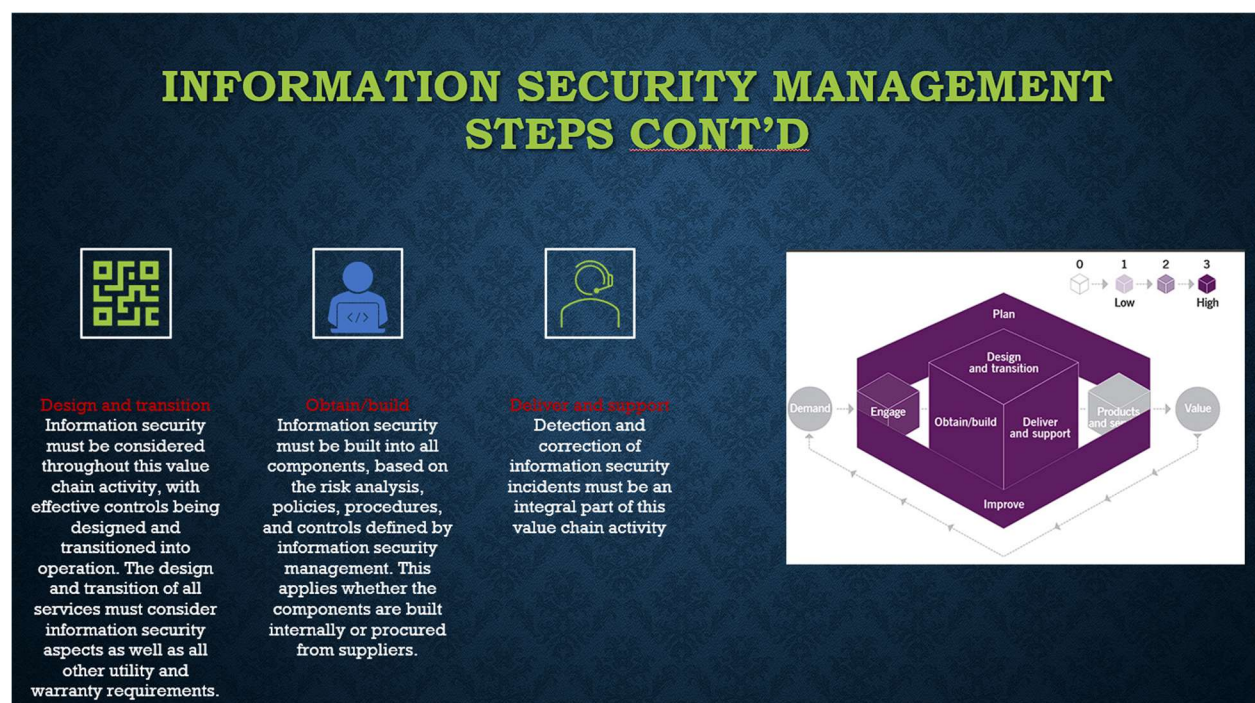 INFORMATION SECURITY MANAGEMENT
STEPS CONT’D
Design and transition
Information security
must be considered
throughout this value
chain activity, with
effective controls being
designed and
transitioned into
operation. The design
and transition of all
services must consider
information security
aspects as well as all
other utility and
warranty requirements.
Obtain/build
Information security
must be built into all
components, based on
the risk analysis,
policies, procedures,
and controls defined by
information security
management. This
applies whether the
components are built
internally or procured
from suppliers.
Deliver and support
Detection and
correction of
information security
incidents must be an
integral part of this
value chain activity
0 1 2 3
Low High
Plan
Design
and transition
Demand
Engage
Obtain/build
Deliver
and support
Products
and
Value
Improve